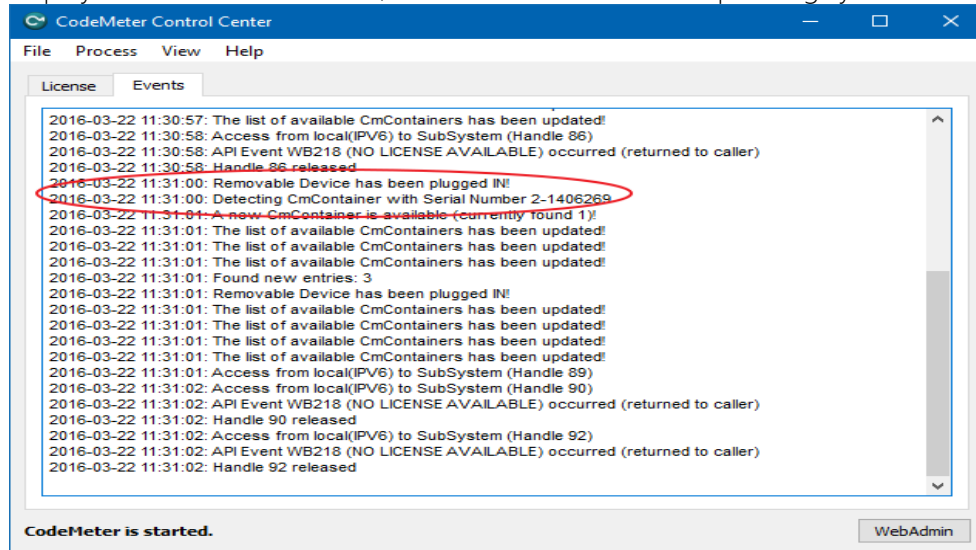 CodeMeter Control Center
File Process View Help
License Events
2016-03-22 11:30:57: The list of available CmContainers has been updated!
2016-03-22 11:30:58: Access from local(IPV6) to SubSystem (Handle 86)
2016-03-22 11:30:58: API Event WB218 (NO LICENSE AVAILABLE) occurred (returned to caller)
2016-03-22 11:30:58: Handle 86 released
2016-03-22 11:31:00: Removable Device has been plugged IN!
2016-03-22 11:31:00: Detecting CmContainer with Serial Number 2-1406269
2016-03-22 11:31:01: A new CmContainer is available (currently found 1)!
2016-03-22 11:31:01: The list of available CmContainers has been updated!
2016-03-22 11:31:01: The list of available CmContainers has been updated!
2016-03-22 11:31:01: The list of available CmContainers has been updated!
2016-03-22 11:31:01: Found new entries: 3
2016-03-22 11:31:01: Removable Device has been plugged IN!
2016-03-22 11:31:01: The list of available CmContainers has been updated!
2016-03-22 11:31:01: The list of available CmContainers has been updated!
2016-03-22 11:31:01: The list of available CmContainers has been updated!
2016-03-22 11:31:01: The list of available CmContainers has been updated!
2016-03-22 11:31:01: Access from local(IPV6) to SubSystem (Handle 89)
2016-03-22 11:31:02: Access from local(IPV6) to SubSystem (Handle 90)
2016-03-22 11:31:02: API Event WB218 (NO LICENSE AVAILABLE) occurred (returned to caller)
2016-03-22 11:31:02: Handle 90 released
2016-03-22 11:31:02: Access from local(IPV6) to SubSystem (Handle 92)
2016-03-22 11:31:02: API Event WB218 (NO LICENSE AVAILABLE) occurred (returned to caller)
2016-03-22 11:31:02: Handle 92 released
CodeMeter is started.
WebAdmin